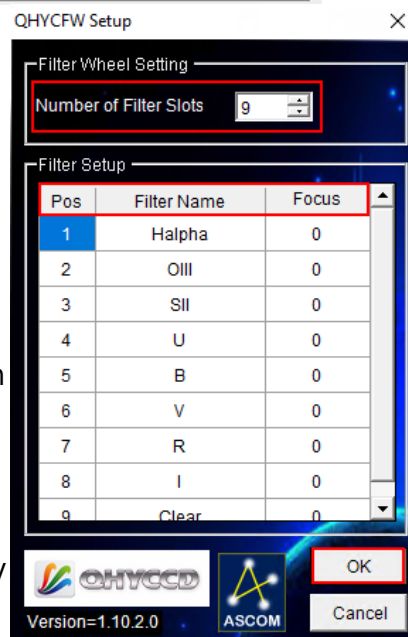 QHYCFW Setup
Filter Wheel Setting
Number of Filter Slots 9
Filter Setup
Pos Filter Name Focus
1 Halpha 0
2 OIII 0
3 SII 0
4 U 0
5 B 0
6 V 0
7 R 0
8 I 0
9 Clear 0
QHYCCD
ASCOM
OK
Cancel
Version=1.10.2.0